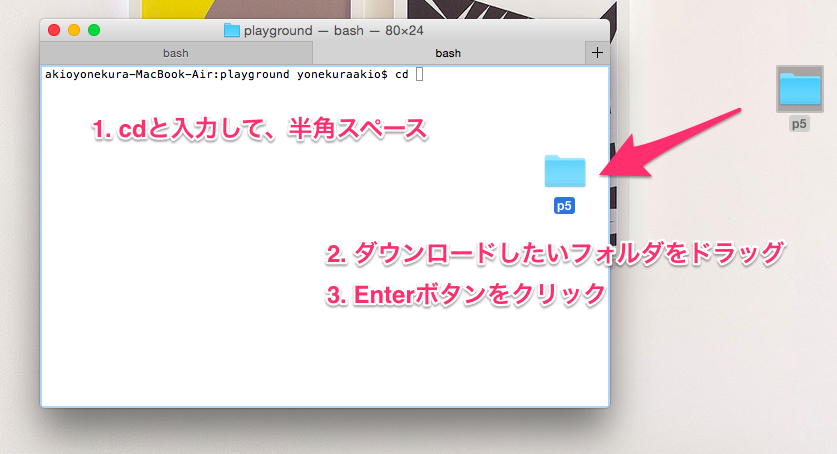 playground — bash — 80×24
bash
bash
+
akioyonekura-MacBook-Air:playground yonekuraakio$ cd
1. cdと入力して、半角スペース
p5
p5
2. ダウンロードしたいフォルダをドラッグ
3. Enterボタンをクリック